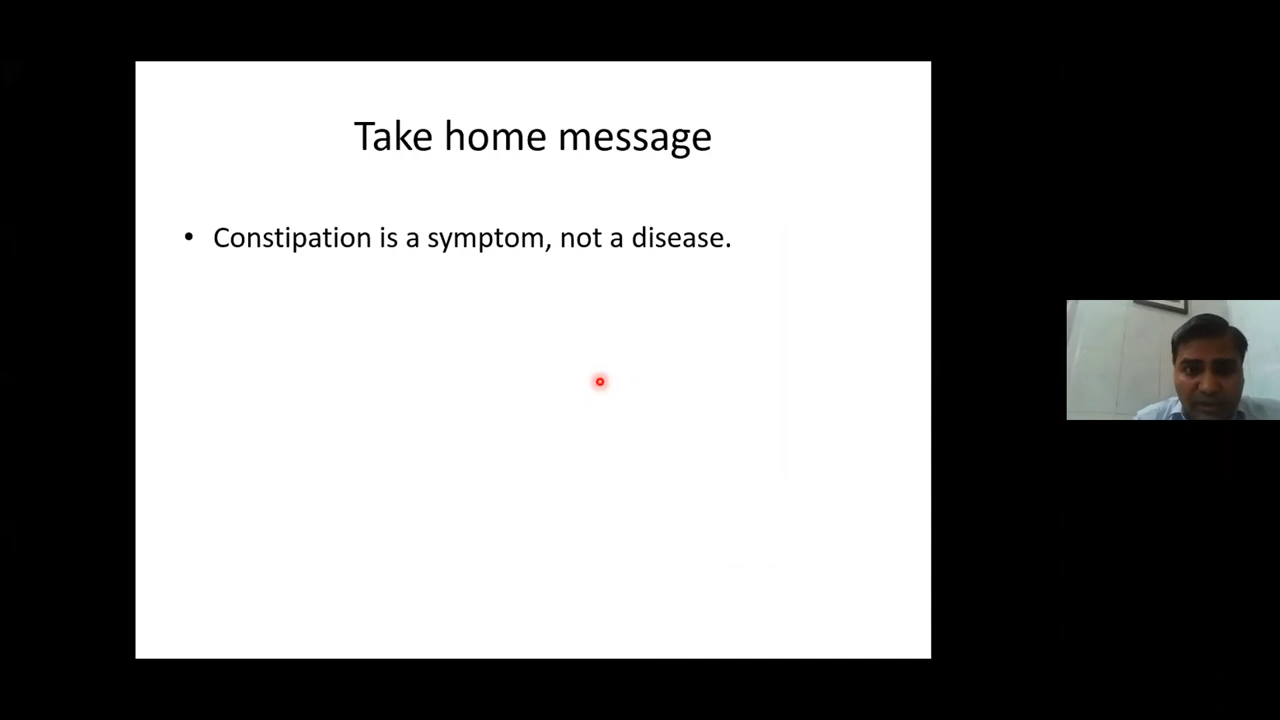 Take home message
• Constipation is a symptom, not a disease.